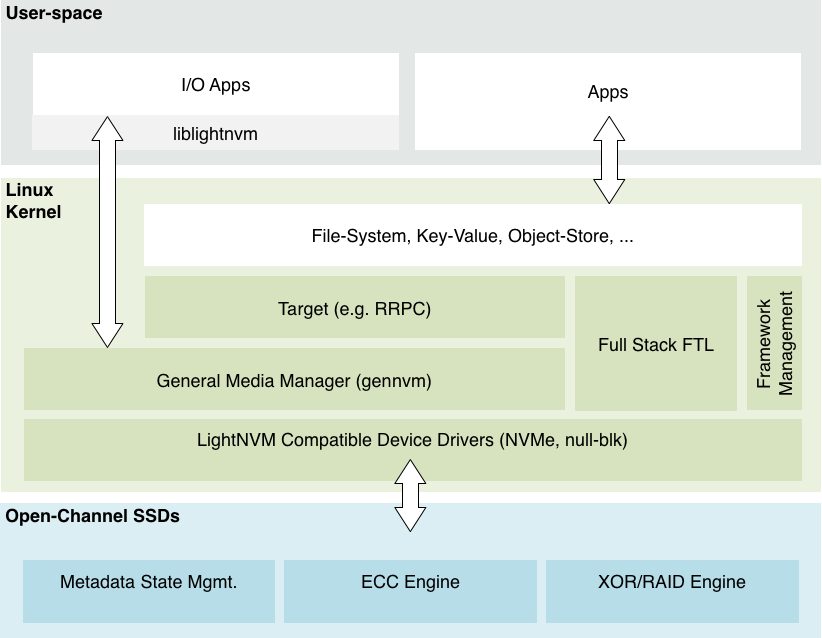 User-space
I/O Apps
liblightnvm
Apps
Linux
Kernel
File-System, Key-Value, Object-Store, ...
Target (e.g. RRPC)
Full Stack FTL
Framework
Management
General Media Manager (gennvm)
LightNVM Compatible Device Drivers (NVMe, null-blk)
Open-Channel SSDs
Metadata State Mgmt.
ECC Engine
XOR/RAID Engine